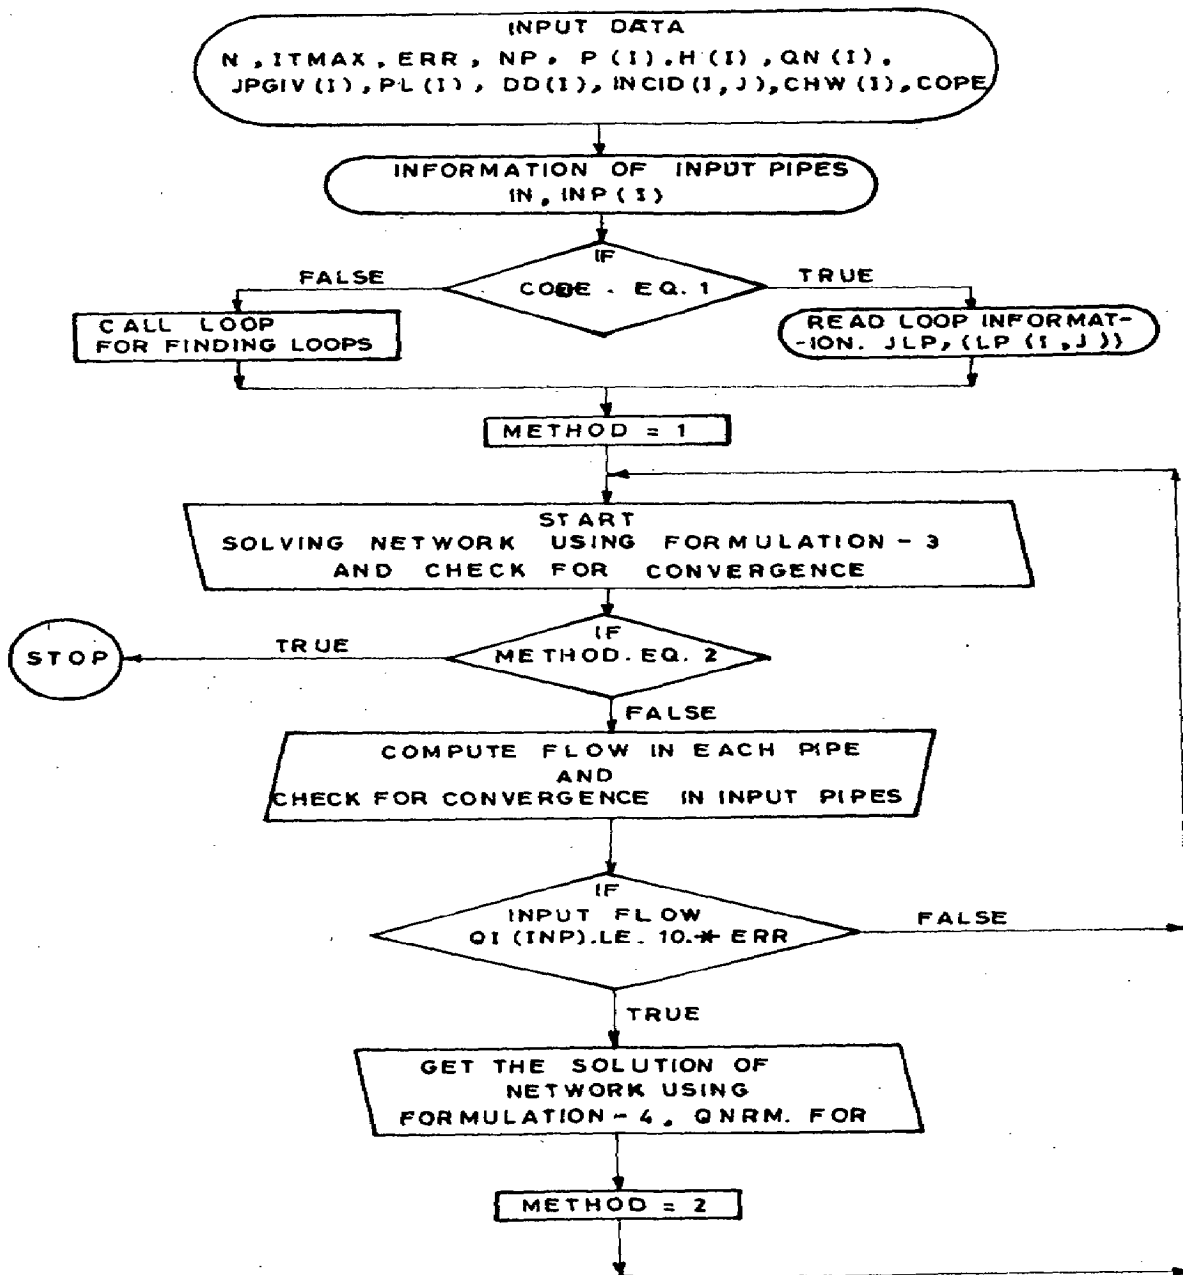 INPUT DATA
N, ITMAX, ERR, NP. P(I).H(I), QN(I).
JPGIV(I), PL(I), DD(I), INCID(I,J), CHW(I), COPE
INFORMATION OF INPUT PIPES
IN, INP(I)
IF
CODE . EQ. 1
FALSE
TRUE
CALL LOOP
FOR FINDING LOOPS
READ LOOP INFORMAT-
-ION. JLP, (LP(I,J))
METHOD = 1
START
SOLVING NETWORK USING FORMULATION - 3
AND CHECK FOR CONVERGENCE
IF
METHOD.EQ. 2
TRUE
STOP
FALSE
COMPUTE FLOW IN EACH PIPE
AND
CHECK FOR CONVERGENCE IN INPUT PIPES
IF
INPUT FLOW
QI(INP).LE. 10.* ERR
FALSE
TRUE
GET THE SOLUTION OF
NETWORK USING
FORMULATION - 4, QNRM. FOR
METHOD = 2